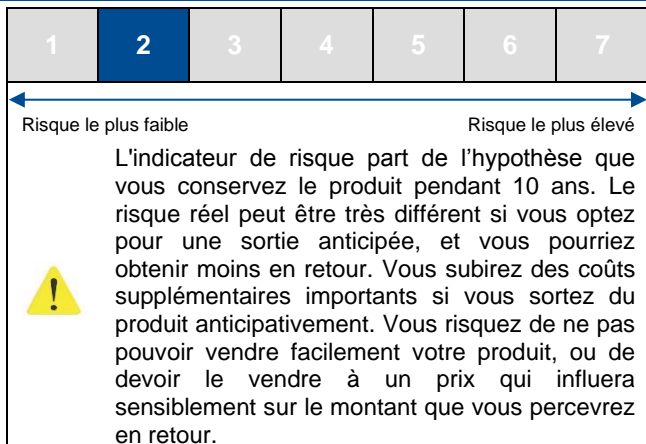 1 2 3 4 5 6 7
Risque le plus faible Risque le plus élevé
L'indicateur de risque part de l’hypothèse que
vous conservez le produit pendant 10 ans. Le
risque réel peut être très différent si vous optez
pour une sortie anticipée, et vous pourriez
obtenir moins en retour. Vous subirez des coûts
supplémentaires importants si vous sortez du
produit anticipativement. Vous risquez de ne pas
pouvoir vendre facilement votre produit, ou de
devoir le vendre à un prix qui influera
sensiblement sur le montant que vous percevrez
en retour.